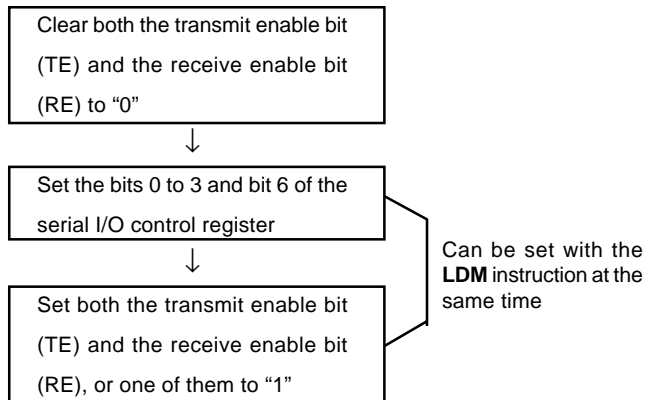 Clear both the transmit enable bit
(TE) and the receive enable bit
(RE) to “0”
↓
Set the bits 0 to 3 and bit 6 of the
serial I/O control register
↓
Set both the transmit enable bit
(TE) and the receive enable bit
(RE), or one of them to “1”
Can be set with the
LDM instruction at the
same time